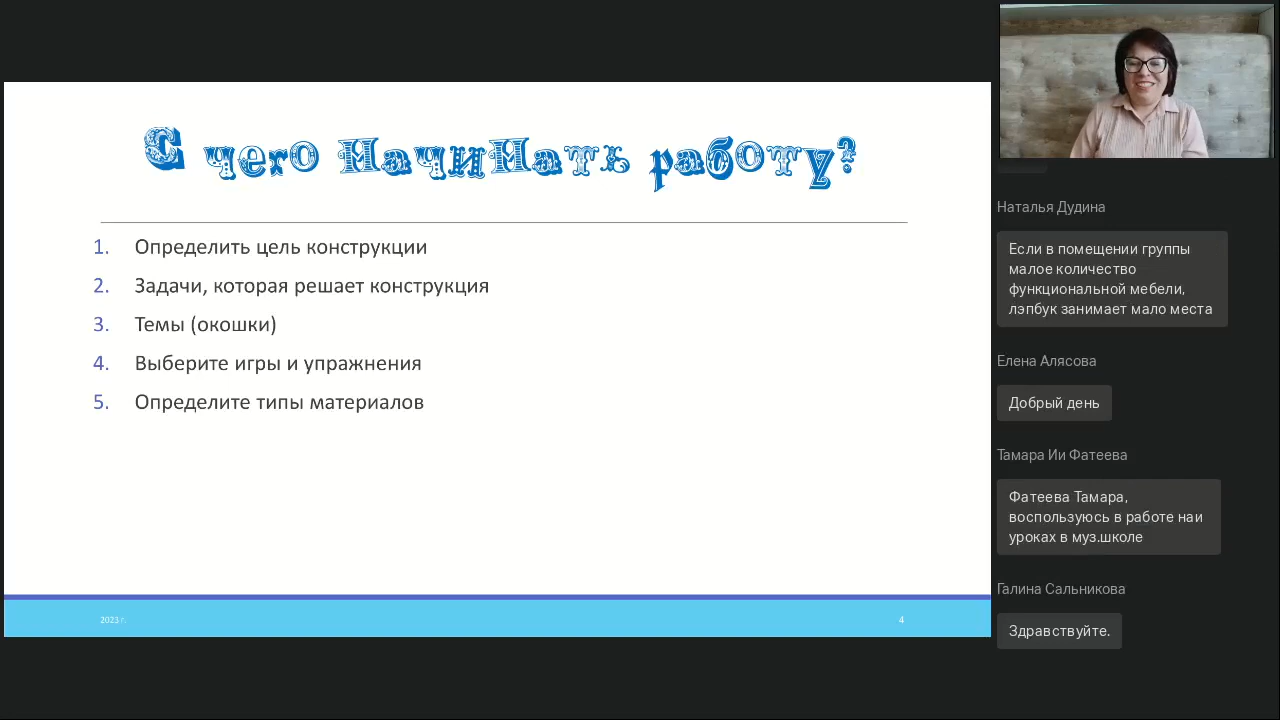 С чего НачиНать работу?
1. Определить цель конструкции
2. Задачи, которая решает конструкция
3. Темы (окошки)
4. Выберите игры и упражнения
5. Определите типы материалов
2023 г.
4
Наталья Дудина
Если в помещении группы
малое количество
функциональной мебели,
лэпбук занимает мало места
Елена Алясова
Добрый день
Тамара Ии Фатеева
Фатеева Тамара,
воспользуюсь в работе наи
уроках в муз.школе
Галина Сальникова
Здравствуйте.